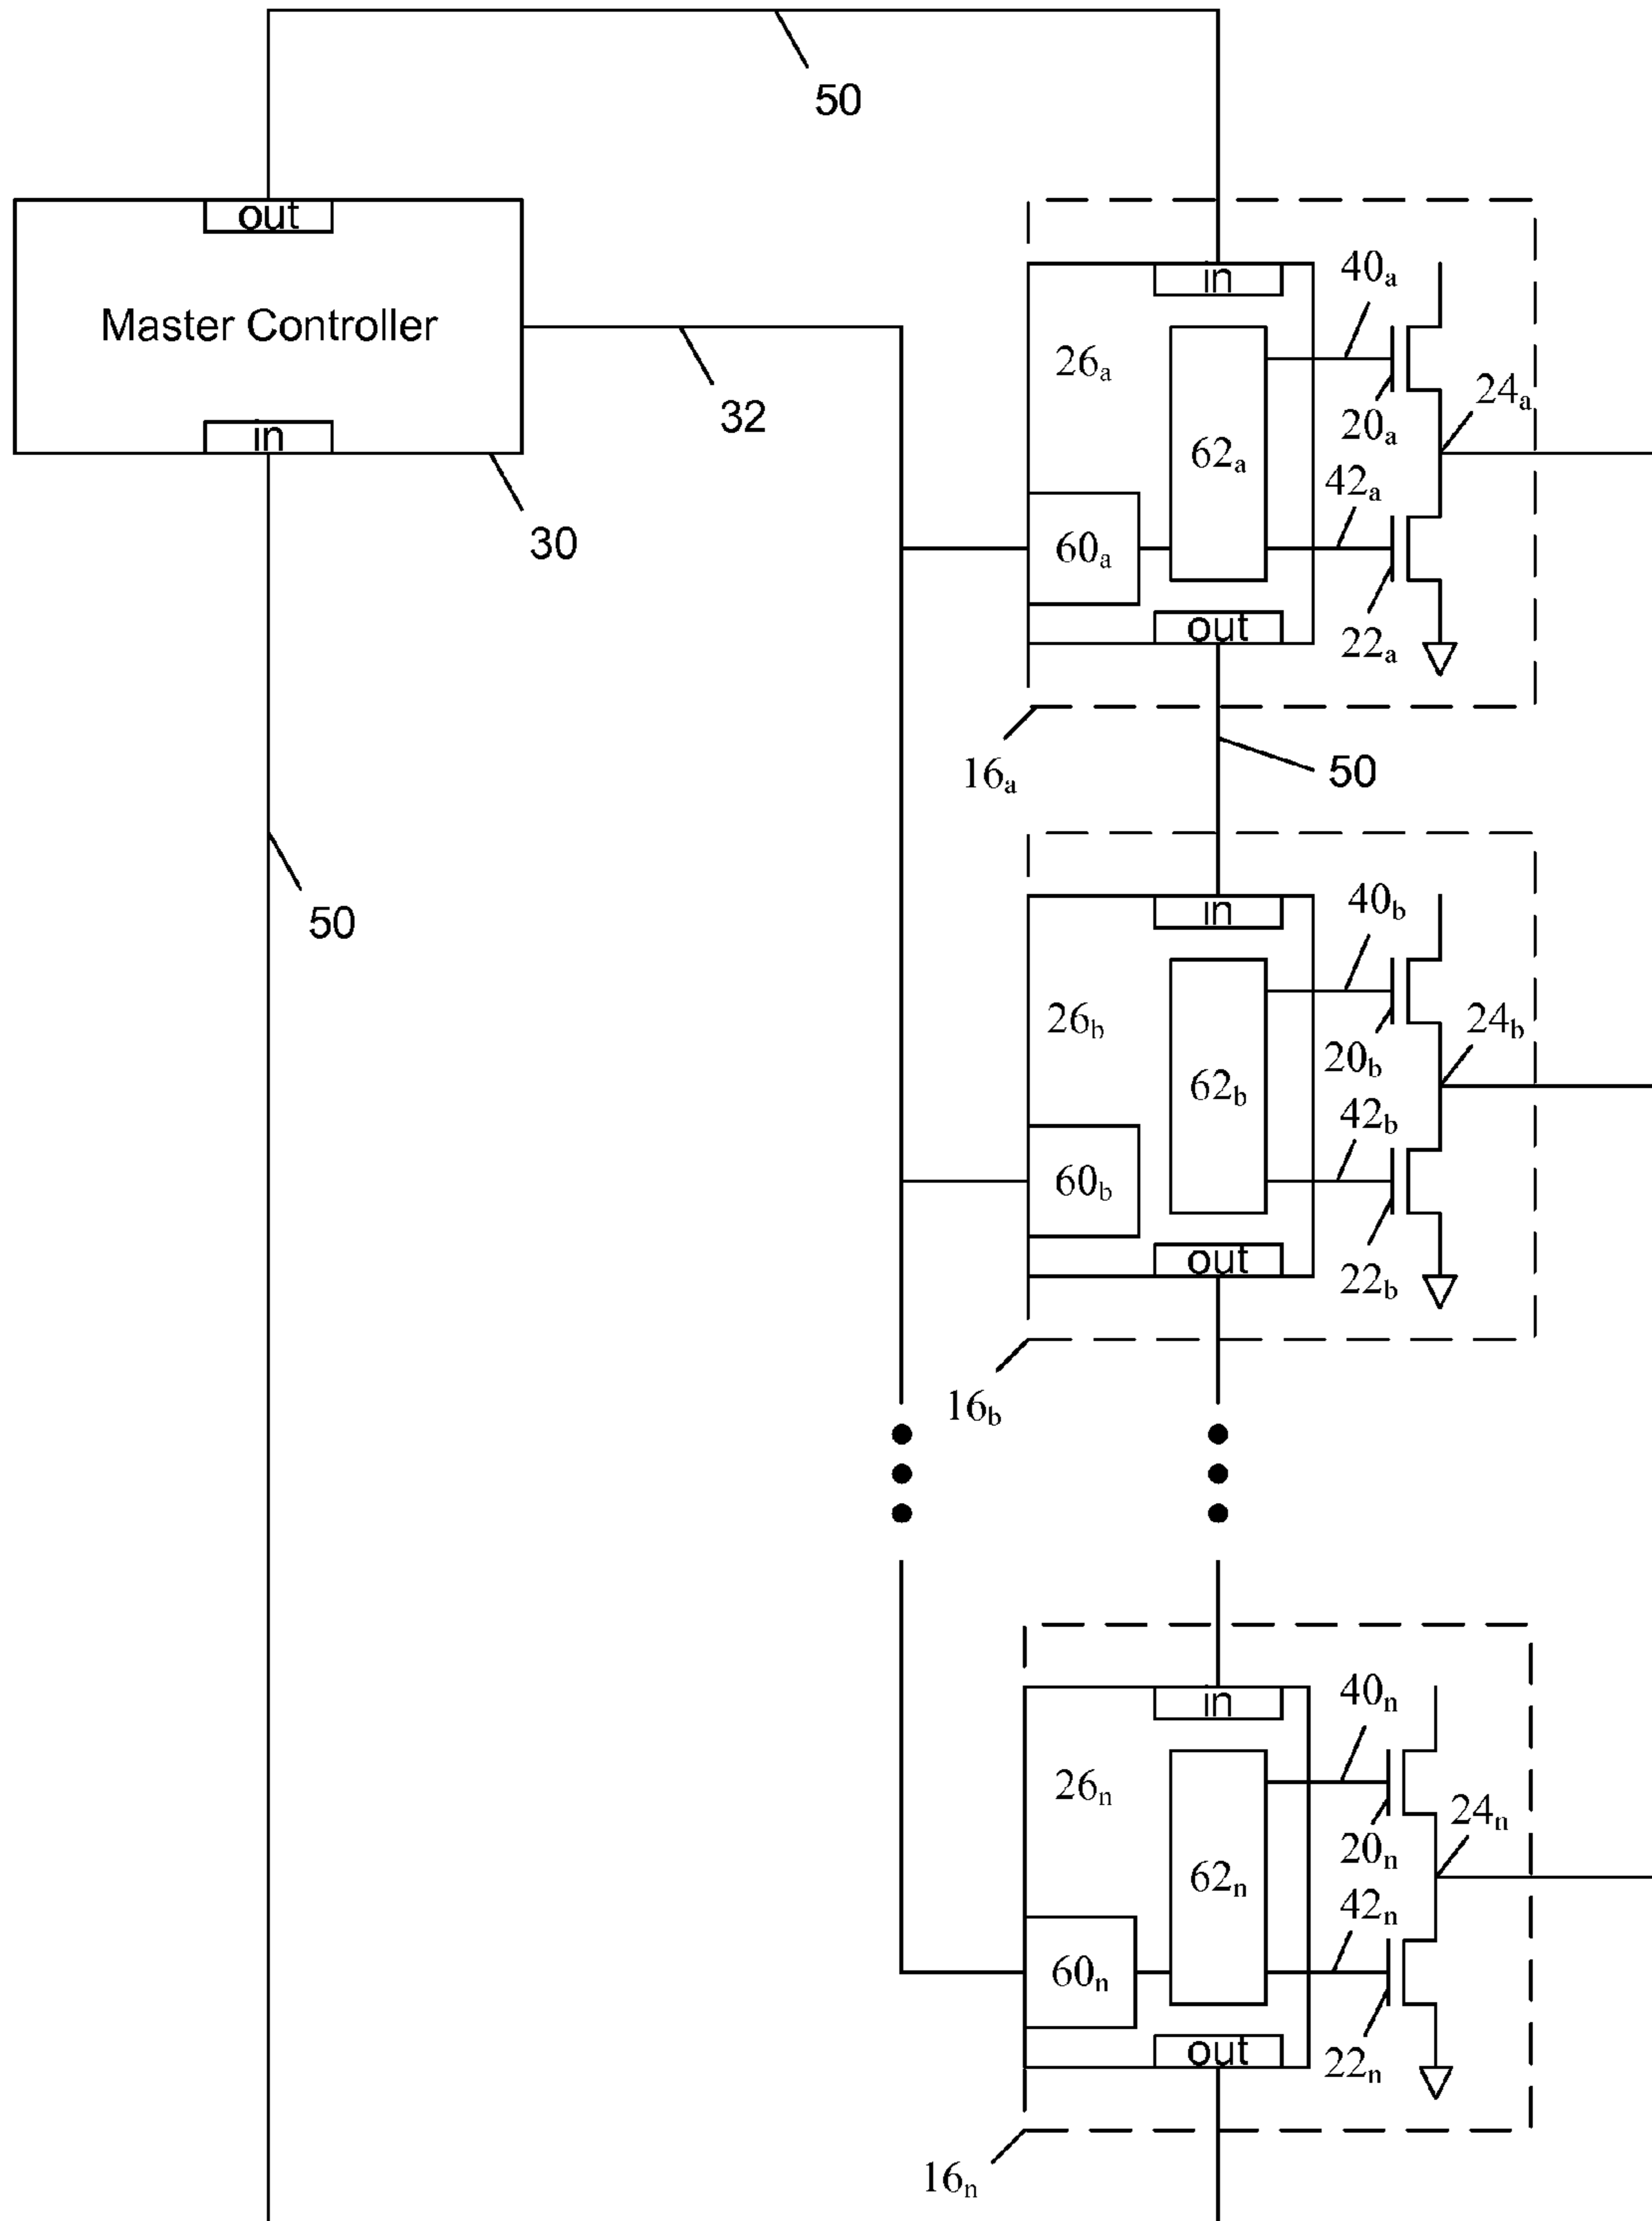 50
out
Master Controller
in
30
32
50
in
26a
62a
60a
out
40a
20a
24a
42a
22a
16a
50
in
26b
62b
60b
out
40b
20b
24b
42b
22b
16b
in
26n
62n
60n
out
40n
20n
24n
42n
22n
16n